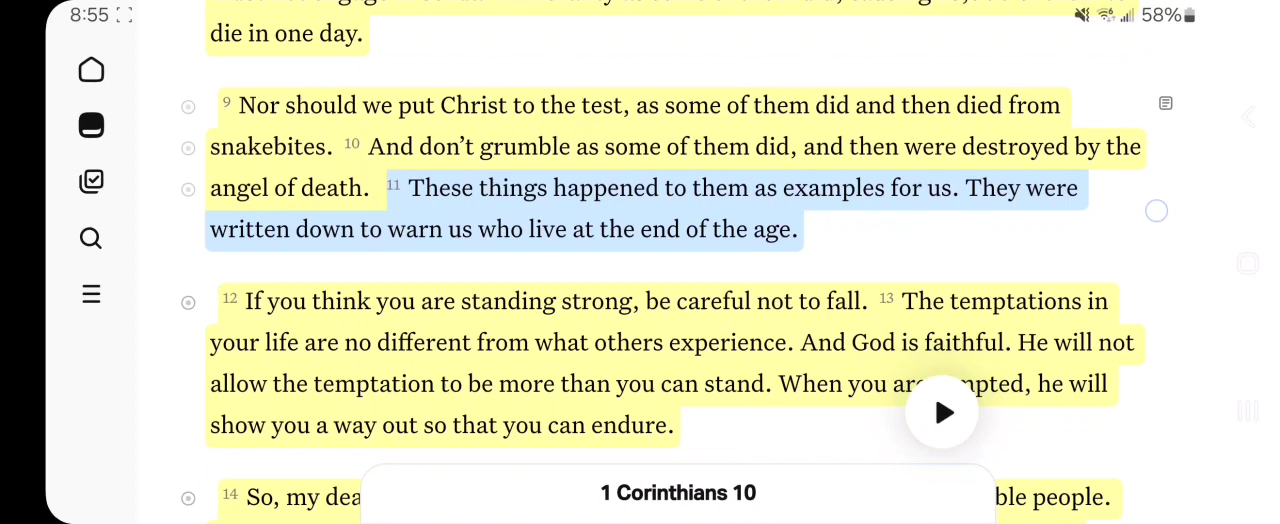 8:55
58%
die in one day.
9 Nor should we put Christ to the test, as some of them did and then died from
snakebites. 10 And don’t grumble as some of them did, and then were destroyed by the
angel of death. 11 These things happened to them as examples for us. They were
written down to warn us who live at the end of the age.
12 If you think you are standing strong, be careful not to fall. 13 The temptations in
your life are no different from what others experience. And God is faithful. He will not
allow the temptation to be more than you can stand. When you are he will
show you a way out so that you can endure.
14 So, my people.
1 Corinthians 10